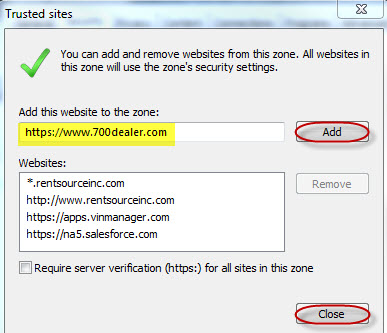 Trusted sites
You can add and remove websites from this zone. All websites in
this zone will use the zone's security settings.
Add this website to the zone:
https://www.700dealer.com
Add
Websites:
*.rentsourceinc.com
http://www.rentsourceinc.com
https://apps.vinmanager.com
https://na5.salesforce.com
Remove
Require server verification (https:) for all sites in this zone
Close